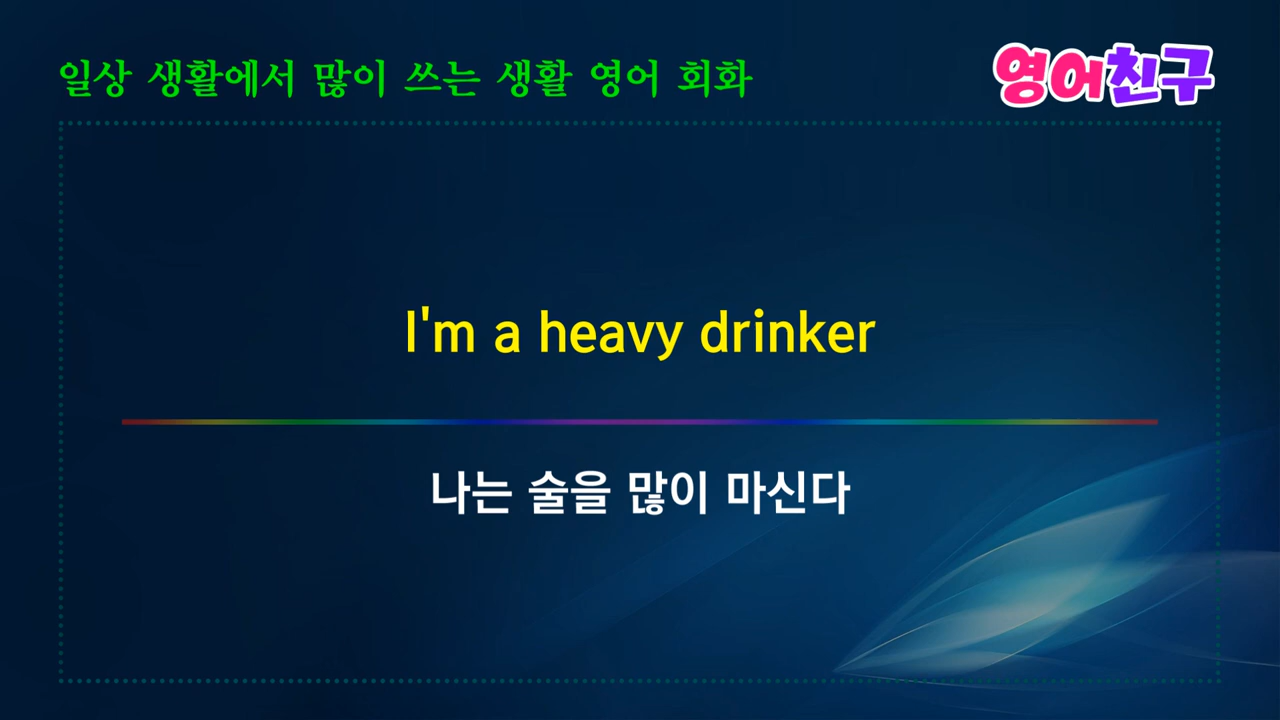 일상 생활에서 많이 쓰는 생활 영어 회화
영어친구
I'm a heavy drinker
나는 술을 많이 마신다